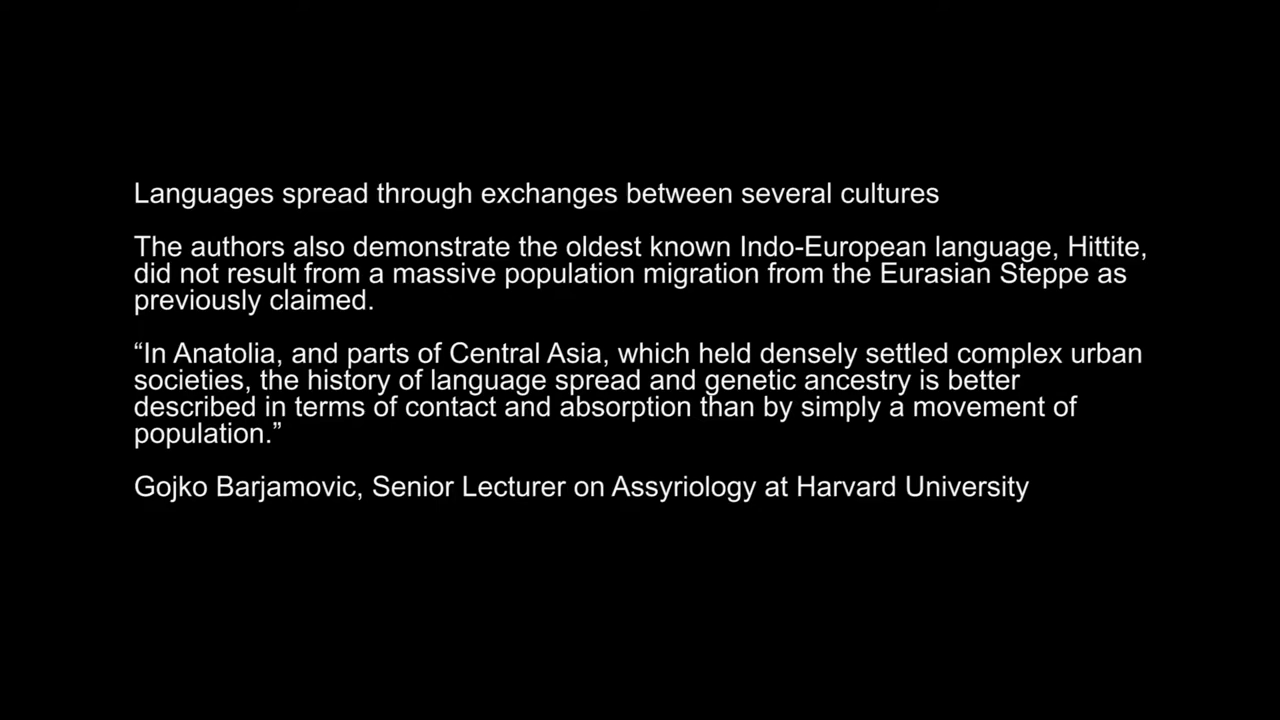 Languages spread through exchanges between several cultures
The authors also demonstrate the oldest known Indo-European language, Hittite,
did not result from a massive population migration from the Eurasian Steppe as
previously claimed.
“In Anatolia, and parts of Central Asia, which held densely settled complex urban
societies, the history of language spread and genetic ancestry is better
described in terms of contact and absorption than by simply a movement of
population.”
Gojko Barjamovic, Senior Lecturer on Assyriology at Harvard University